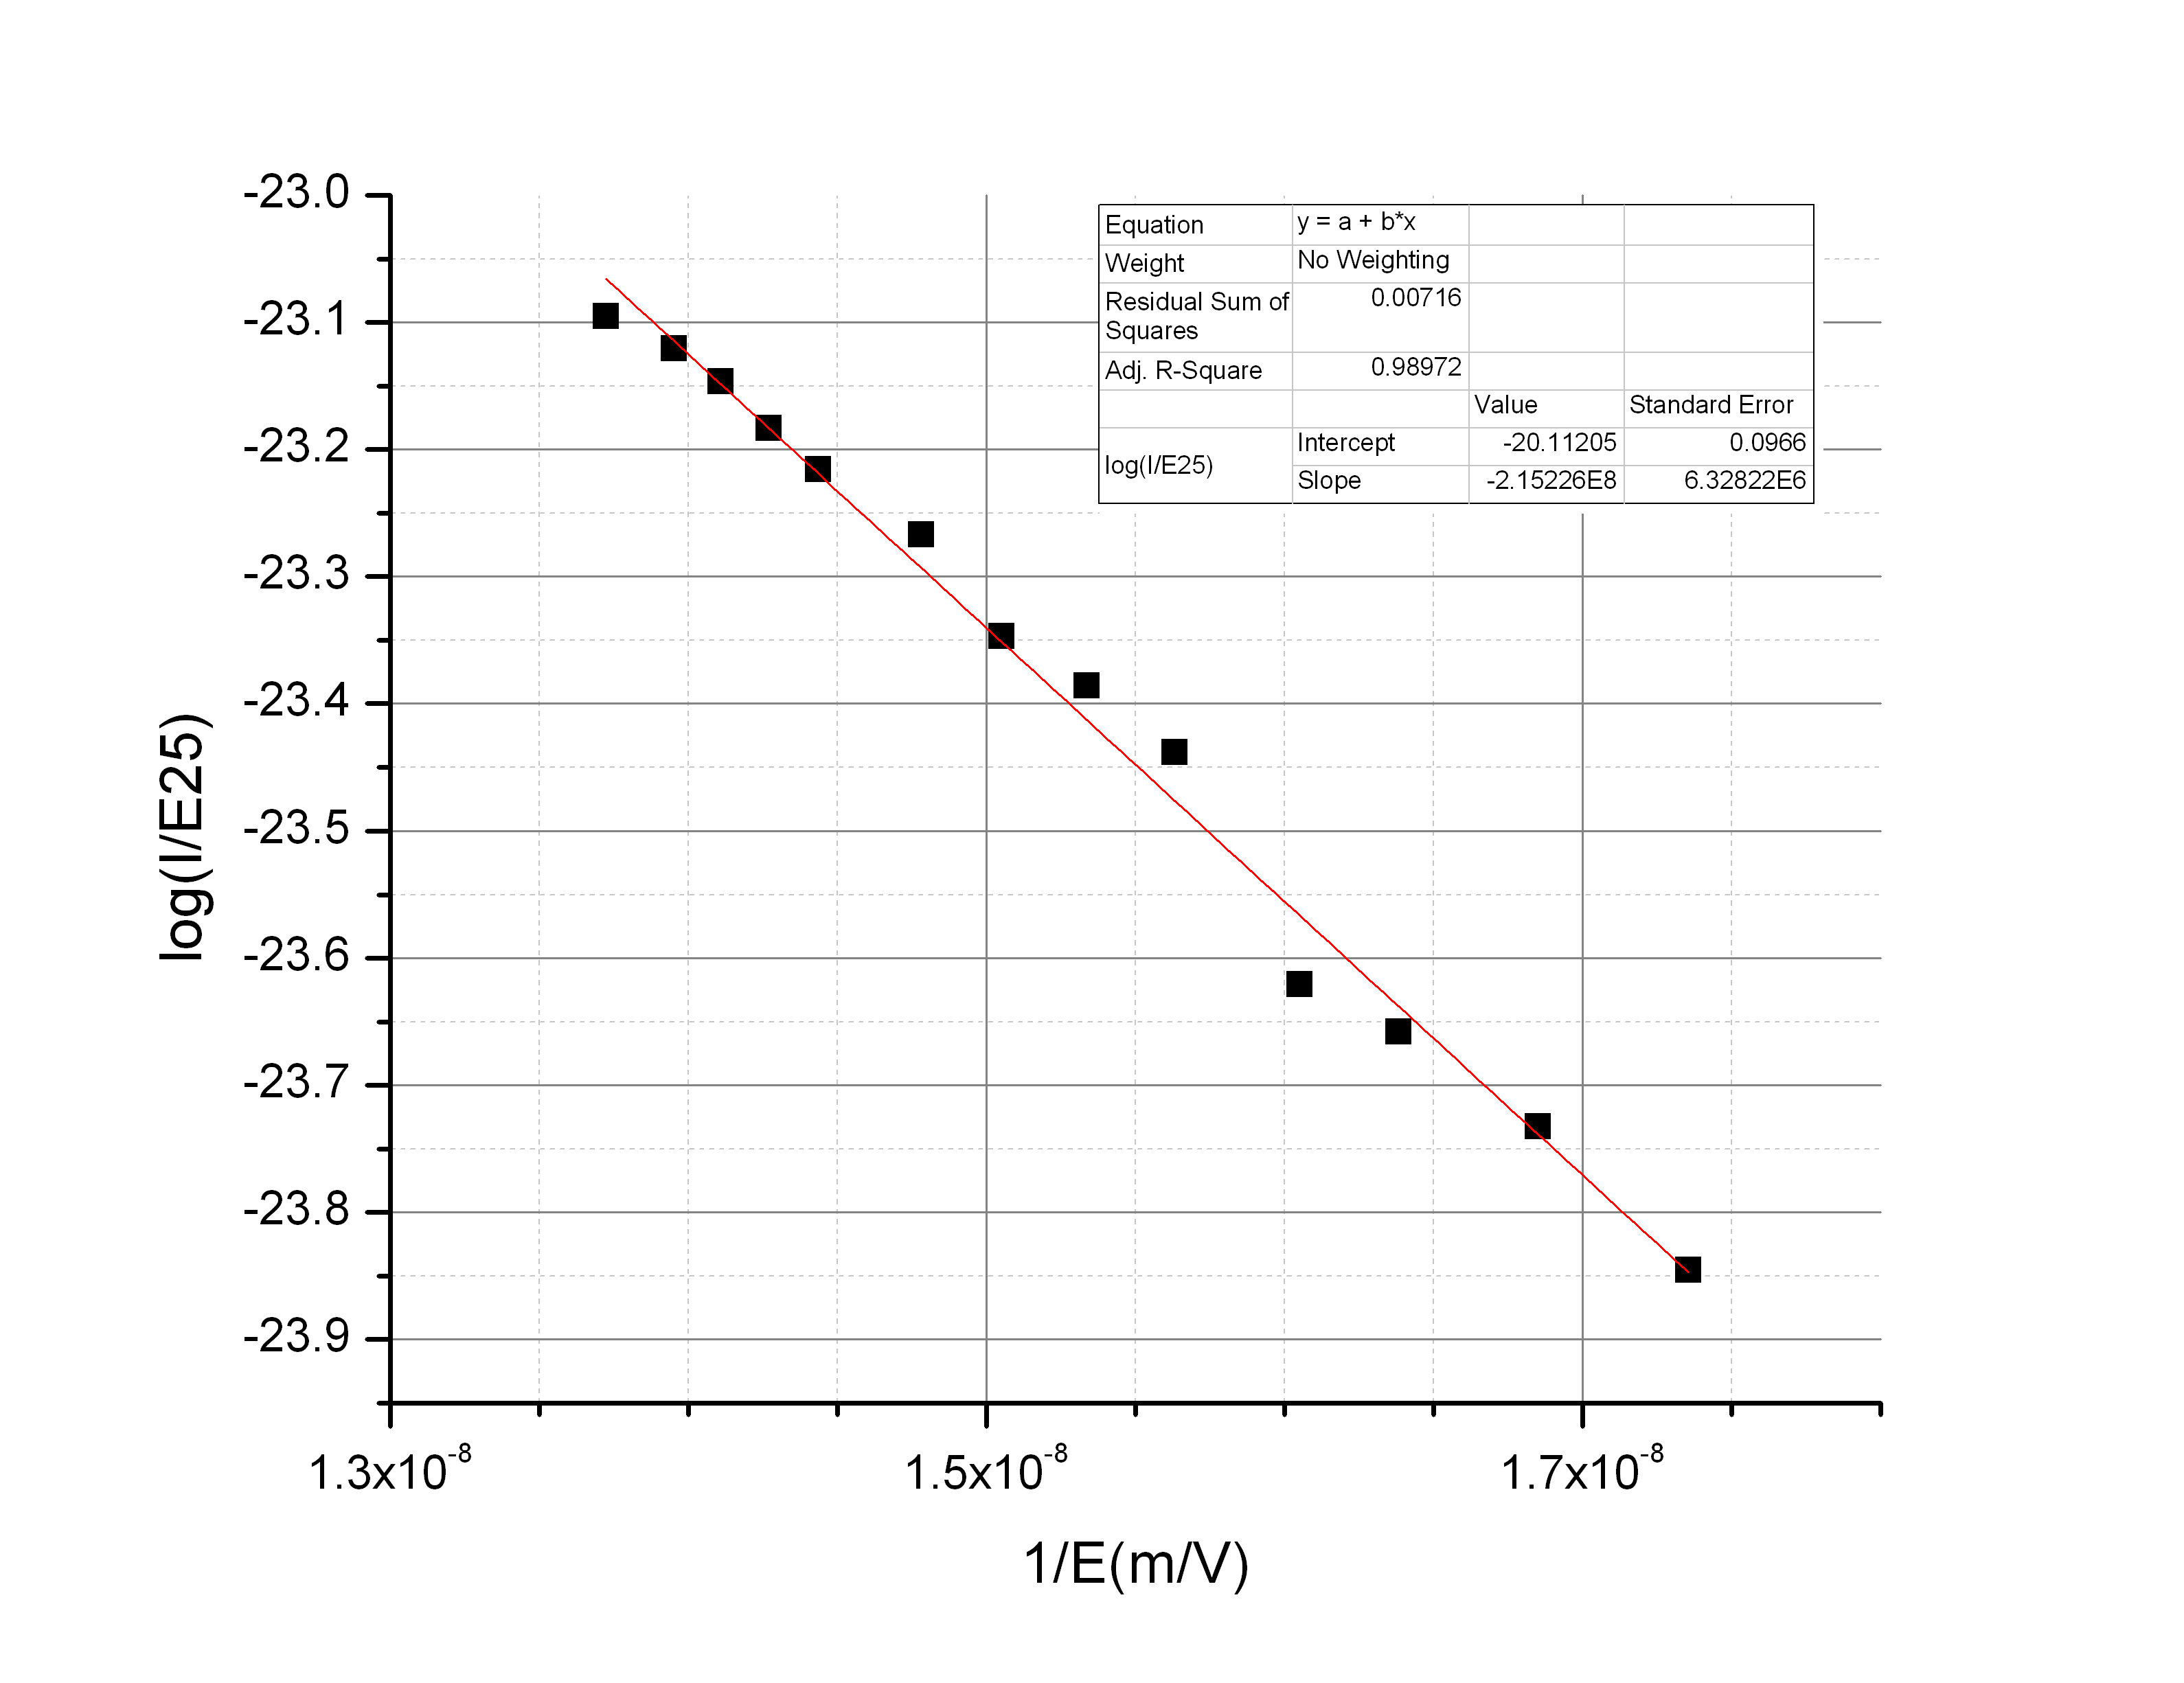 -23.0
-23.1
-23.2
-23.3
-23.4
-23.5
-23.6
-23.7
-23.8
-23.9
log(I/E25)
Equation y = a + b*x
Weight No Weighting
Residual Sum of Squares 0.00716
Adj. R-Square 0.98972
Value Standard Error
log(I/E25) Intercept -20.11205 0.0966
Slope -2.15226E8 6.32822E6
1.3x10⁻⁸ 1.5x10⁻⁸ 1.7x10⁻⁸
1/E(m/V)